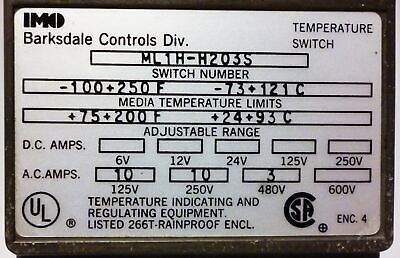 IMO
Barksdale Controls Div.
TEMPERATURE
SWITCH
ML1H-H203S
SWITCH NUMBER
-100+250 F -73+121 C
MEDIA TEMPERATURE LIMITS
+75+200 F +24+93 C
ADJUSTABLE RANGE
D.C. AMPS.
6V 12V 24V 125V 250V
A.C. AMPS. 10 10 3
125V 250V 480V 600V
UL ®
TEMPERATURE INDICATING AND
REGULATING EQUIPMENT.
LISTED 266T-RAINPROOF ENCL.
SA
ENC. 4